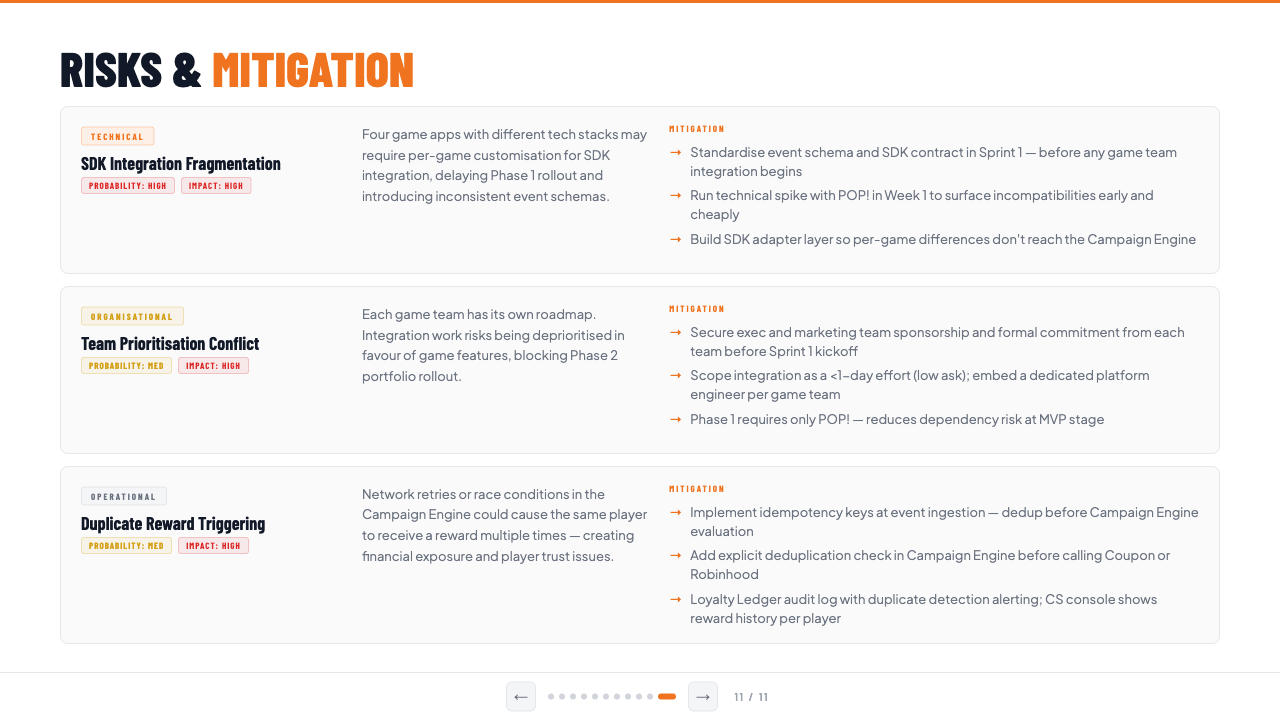 RISKS & MITIGATION
TECHNICAL
SDK Integration Fragmentation
PROBABILITY: HIGH IMPACT: HIGH
Four game apps with different tech stacks may
require per-game customisation for SDK
integration, delaying Phase 1 rollout and
introducing inconsistent event schemas.
MITIGATION
→ Standardise event schema and SDK contract in Sprint 1 — before any game team
integration begins
→ Run technical spike with POP! in Week 1 to surface incompatibilities early and
cheaply
→ Build SDK adapter layer so per-game differences don't reach the Campaign Engine
ORGANISATIONAL
Team Prioritisation Conflict
PROBABILITY: MED IMPACT: HIGH
Each game team has its own roadmap.
Integration work risks being deprioritised in
favour of game features, blocking Phase 2
portfolio rollout.
MITIGATION
→ Secure exec and marketing team sponsorship and formal commitment from each
team before Sprint 1 kickoff
→ Scope integration as a <1–day effort (low ask); embed a dedicated platform
engineer per game team
→ Phase 1 requires only POP! — reduces dependency risk at MVP stage
OPERATIONAL
Duplicate Reward Triggering
PROBABILITY: MED IMPACT: HIGH
Network retries or race conditions in the
Campaign Engine could cause the same player
to receive a reward multiple times — creating
financial exposure and player trust issues.
MITIGATION
→ Implement idempotency keys at event ingestion — dedup before Campaign Engine
evaluation
→ Add explicit deduplication check in Campaign Engine before calling Coupon or
Robinhood
→ Loyalty Ledger audit log with duplicate detection alerting; CS console shows
reward history per player
← → 11 / 11